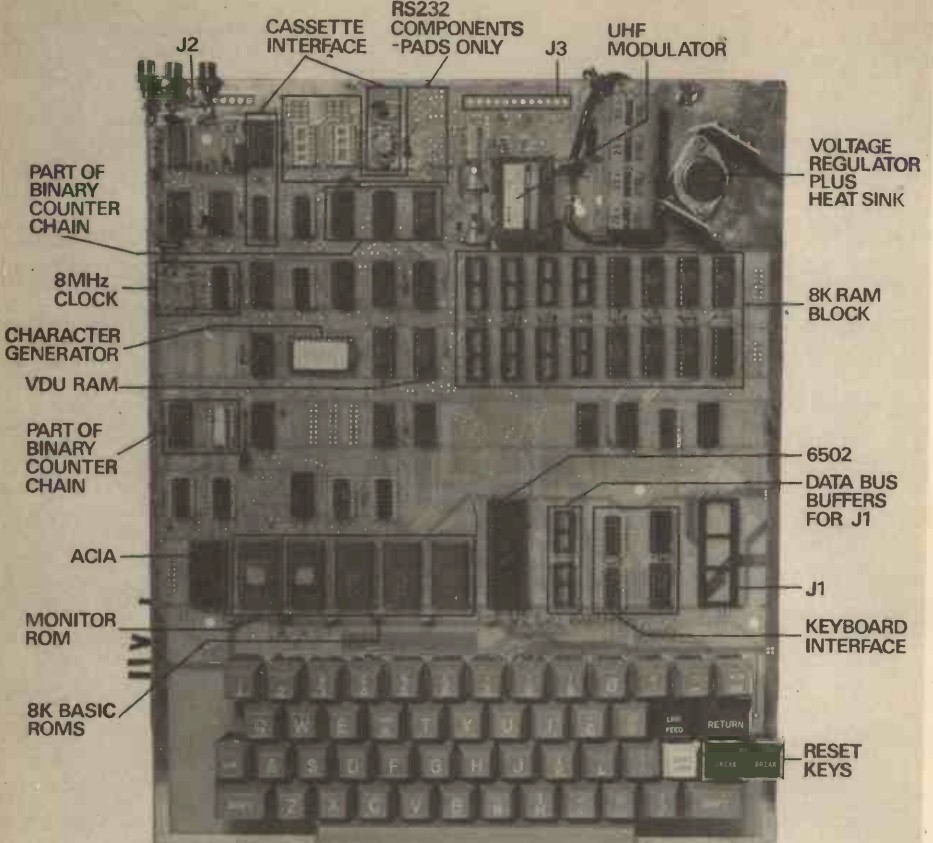 J2
CASSETTE
INTERFACE
RS232
COMPONENTS
-PADS ONLY
J3
UHF
MODULATOR
VOLTAGE
REGULATOR
PLUS
HEAT SINK
PART OF
BINARY
COUNTER
CHAIN
8MHz
CLOCK
8K RAM
BLOCK
CHARACTER
GENERATOR
VDU RAM
PART OF
BINARY
COUNTER
CHAIN
6502
DATA BUS
BUFFERS
FOR J1
ACIA
J1
MONITOR
ROM
KEYBOARD
INTERFACE
8K BASIC
ROMS
RESET
KEYS
W E T Y U I
LINE
FEED
RETURN
A S D F G H J
BREAK
SHIFT Z X C V B